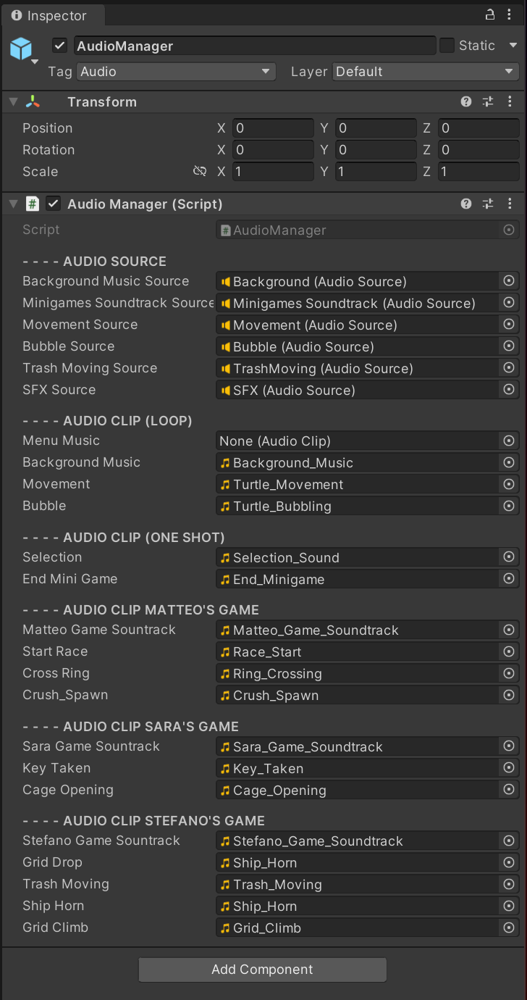 Inspector
AudioManager
Static
Tag Audio Layer Default
Transform
Position X 0 Y 0 Z 0
Rotation X 0 Y 0 Z 0
Scale X 1 Y 1 Z 1
# Audio Manager (Script)
Script # AudioManager
- - - - AUDIO SOURCE
Background Music Source Background (Audio Source)
Minigames Soundtrack Source Minigames Soundtrack (Audio Source)
Movement Source Movement (Audio Source)
Bubble Source Bubble (Audio Source)
Trash Moving Source TrashMoving (Audio Source)
SFX Source SFX (Audio Source)
- - - - AUDIO CLIP (LOOP)
Menu Music None (Audio Clip)
Background Music Background_Music
Movement Turtle_Movement
Bubble Turtle_Bubbling
- - - - AUDIO CLIP (ONE SHOT)
Selection Selection_Sound
End Mini Game End_Minigame
- - - - AUDIO CLIP MATTEO'S GAME
Matteo Game Sountrack Matteo_Game_Soundtrack
Start Race Race_Start
Cross Ring Ring_Crossing
Crush_Spawn Crush_Spawn
- - - - AUDIO CLIP SARA'S GAME
Sara Game Sountrack Sara_Game_Soundtrack
Key Taken Key_Taken
Cage Opening Cage_Opening
- - - - AUDIO CLIP STEFANO'S GAME
Stefano Game Sountrack Stefano_Game_Soundtrack
Grid Drop Ship_Horn
Trash Moving Trash_Moving
Ship Horn Ship_Horn
Grid Climb Grid_Climb
Add Component